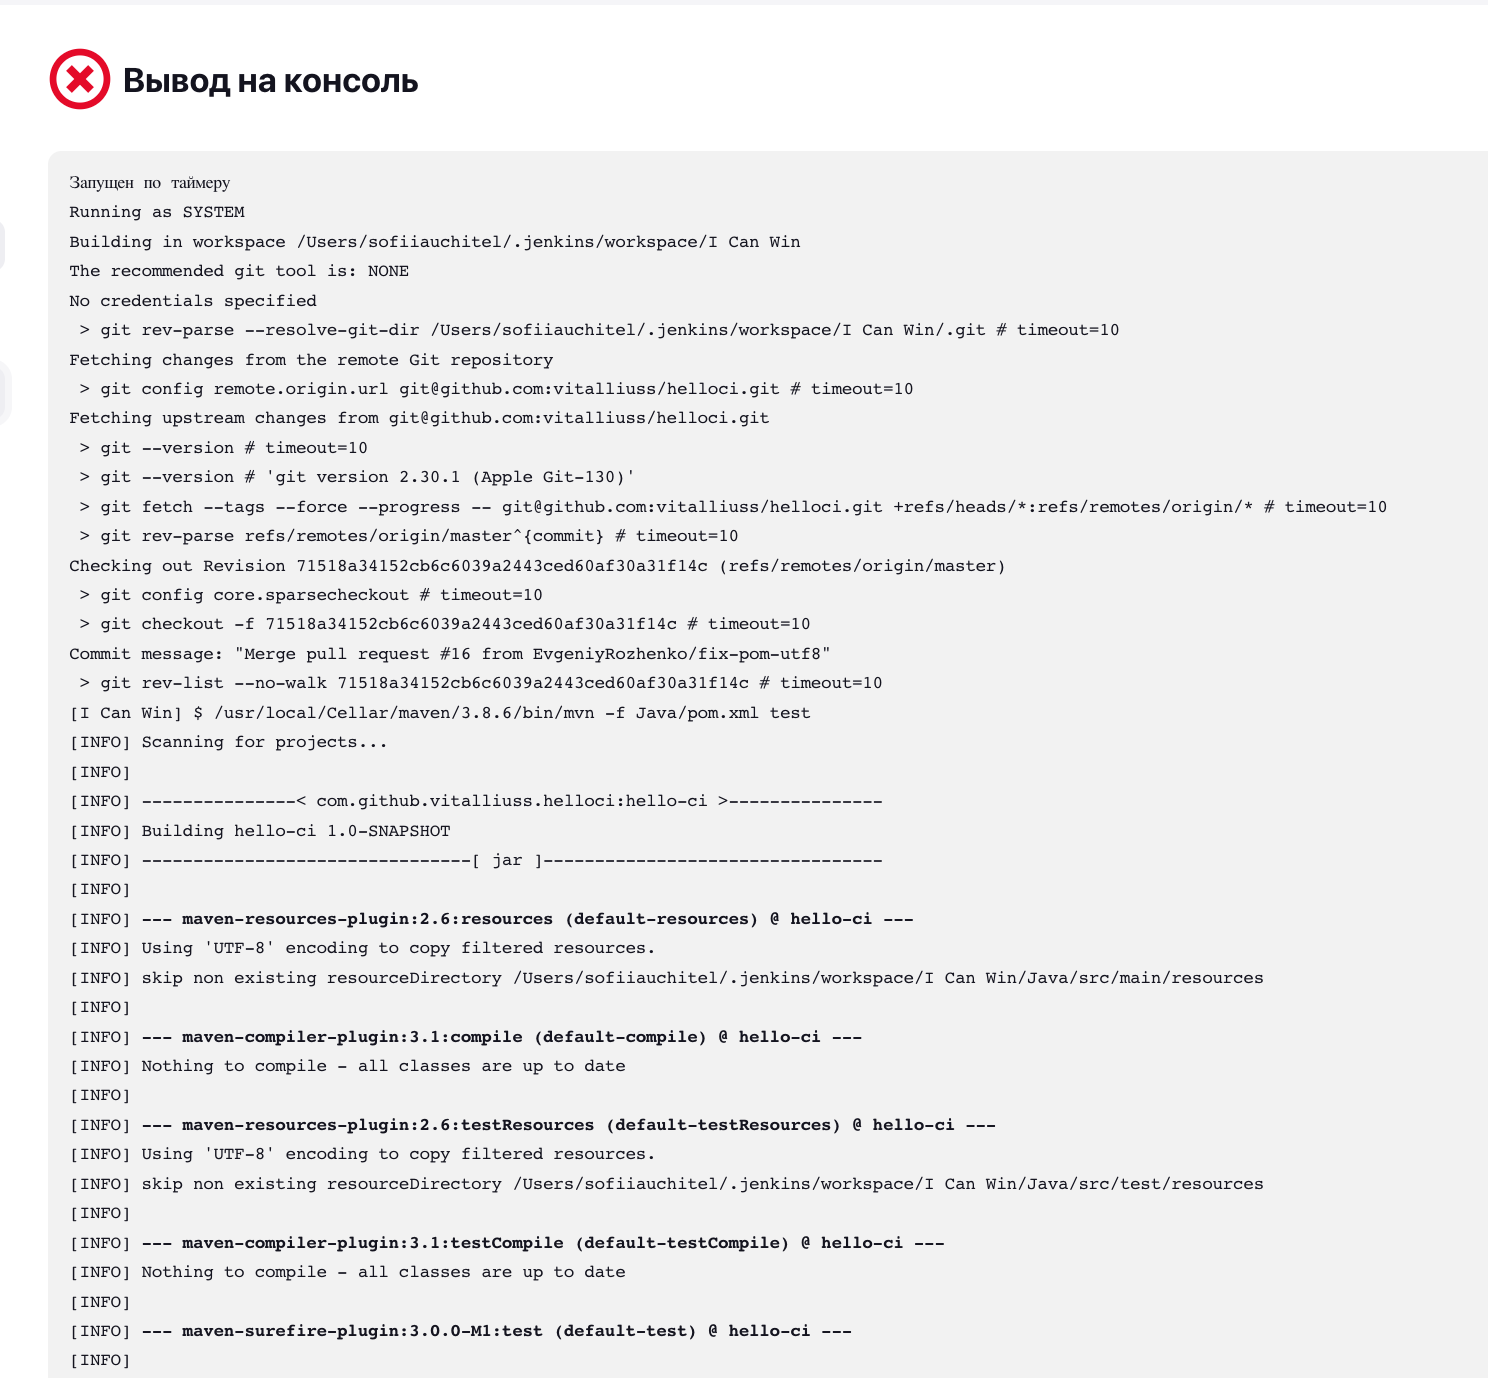 Вывод на консоль
Запущен по таймеру
Running as SYSTEM
Building in workspace /Users/sofiiauchitel/.jenkins/workspace/I Can Win
The recommended git tool is: NONE
No credentials specified
 > git rev-parse --resolve-git-dir /Users/sofiiauchitel/.jenkins/workspace/I Can Win/.git # timeout=10
Fetching changes from the remote Git repository
 > git config remote.origin.url git@github.com:vitalliuss/helloci.git # timeout=10
Fetching upstream changes from git@github.com:vitalliuss/helloci.git
 > git --version # timeout=10
 > git --version # 'git version 2.30.1 (Apple Git-130)'
 > git fetch --tags --force --progress -- git@github.com:vitalliuss/helloci.git +refs/heads/*:refs/remotes/origin/* # timeout=10
 > git rev-parse refs/remotes/origin/master^{commit} # timeout=10
Checking out Revision 71518a34152cb6c6039a2443ced60af30a31f14c (refs/remotes/origin/master)
 > git config core.sparsecheckout # timeout=10
 > git checkout -f 71518a34152cb6c6039a2443ced60af30a31f14c # timeout=10
Commit message: "Merge pull request #16 from EvgeniyRozhenko/fix-pom-utf8"
 > git rev-list --no-walk 71518a34152cb6c6039a2443ced60af30a31f14c # timeout=10
[I Can Win] $ /usr/local/Cellar/maven/3.8.6/bin/mvn -f Java/pom.xml test
[INFO] Scanning for projects...
[INFO]
[INFO] ---------------< com.github.vitalliuss.helloci:hello-ci >---------------
[INFO] Building hello-ci 1.0-SNAPSHOT
[INFO] --------------------------------[ jar ]---------------------------------
[INFO]
[INFO] --- maven-resources-plugin:2.6:resources (default-resources) @ hello-ci ---
[INFO] Using 'UTF-8' encoding to copy filtered resources.
[INFO] skip non existing resourceDirectory /Users/sofiiauchitel/.jenkins/workspace/I Can Win/Java/src/main/resources
[INFO]
[INFO] --- maven-compiler-plugin:3.1:compile (default-compile) @ hello-ci ---
[INFO] Nothing to compile - all classes are up to date
[INFO]
[INFO] --- maven-resources-plugin:2.6:testResources (default-testResources) @ hello-ci ---
[INFO] Using 'UTF-8' encoding to copy filtered resources.
[INFO] skip non existing resourceDirectory /Users/sofiiauchitel/.jenkins/workspace/I Can Win/Java/src/test/resources
[INFO]
[INFO] --- maven-compiler-plugin:3.1:testCompile (default-testCompile) @ hello-ci ---
[INFO] Nothing to compile - all classes are up to date
[INFO]
[INFO] --- maven-surefire-plugin:3.0.0-M1:test (default-test) @ hello-ci ---
[INFO]